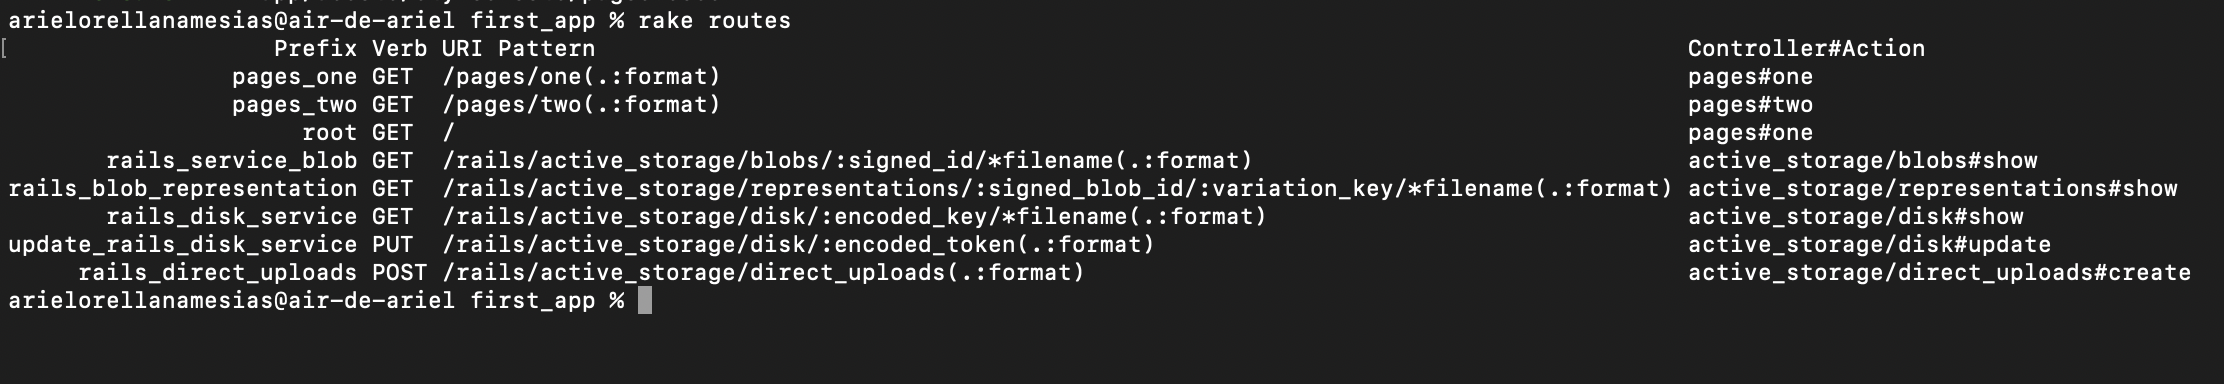 arielorellanamesias@air-de-ariel first_app % rake routes
[                   Prefix Verb URI Pattern                                                                              Controller#Action
                pages_one GET  /pages/one(.:format)                                                                     pages#one
                pages_two GET  /pages/two(.:format)                                                                     pages#two
                     root GET  /                                                                                        pages#one
       rails_service_blob GET  /rails/active_storage/blobs/:signed_id/*filename(.:format)                               active_storage/blobs#show
rails_blob_representation GET  /rails/active_storage/representations/:signed_blob_id/:variation_key/*filename(.:format) active_storage/representations#show
       rails_disk_service GET  /rails/active_storage/disk/:encoded_key/*filename(.:format)                              active_storage/disk#show
update_rails_disk_service PUT  /rails/active_storage/disk/:encoded_token(.:format)                                      active_storage/disk#update
     rails_direct_uploads POST /rails/active_storage/direct_uploads(.:format)                                           active_storage/direct_uploads#create
arielorellanamesias@air-de-ariel first_app %